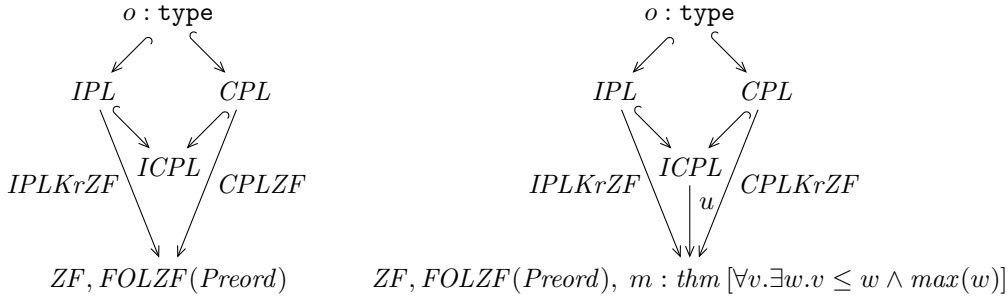 o : type o : type
IPL CPL IPL CPL
ICPL ICPL
IPLKrZF CPLZF IPLKrZF u CPLKrZF
ZF, FOLZF(Preord) ZF, FOLZF(Preord), m : thm [∀v.∃w.v ≤ w ∧ max(w)]